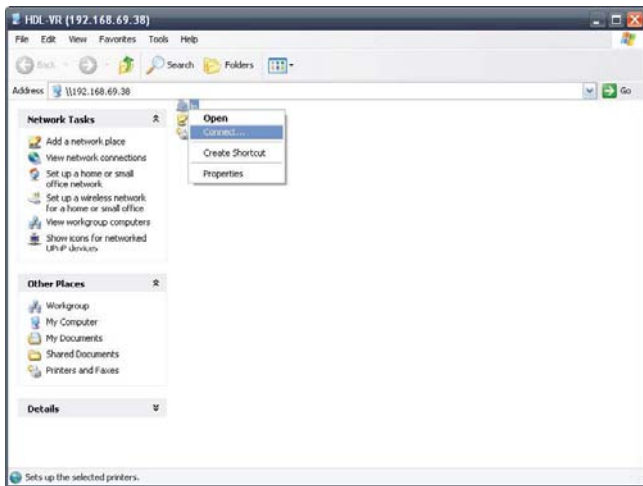 HDL-VR (192.168.69.38)
File Edit View Favorites Tools Help
Back Search Folders
Address \\192.168.69.38 Go
Network Tasks
Add a network place
View network connections
Set up a home or small
office network
Set up a wireless network
for a home or small office
View workgroup computers
Show icons for networked
UPnP devices
Other Places
Workgroup
My Computer
My Documents
Shared Documents
Printers and Faxes
Details
lp
Open
Connect...
Create Shortcut
Properties
Sets up the selected printers.